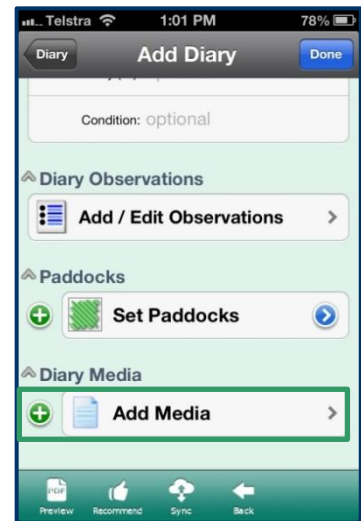 Telstra 1:01 PM 78%
Diary Add Diary Done
Condition: optional
Diary Observations
Add / Edit Observations
Paddocks
Set Paddocks
Diary Media
Add Media
PDF
Preview Recommend Sync Back